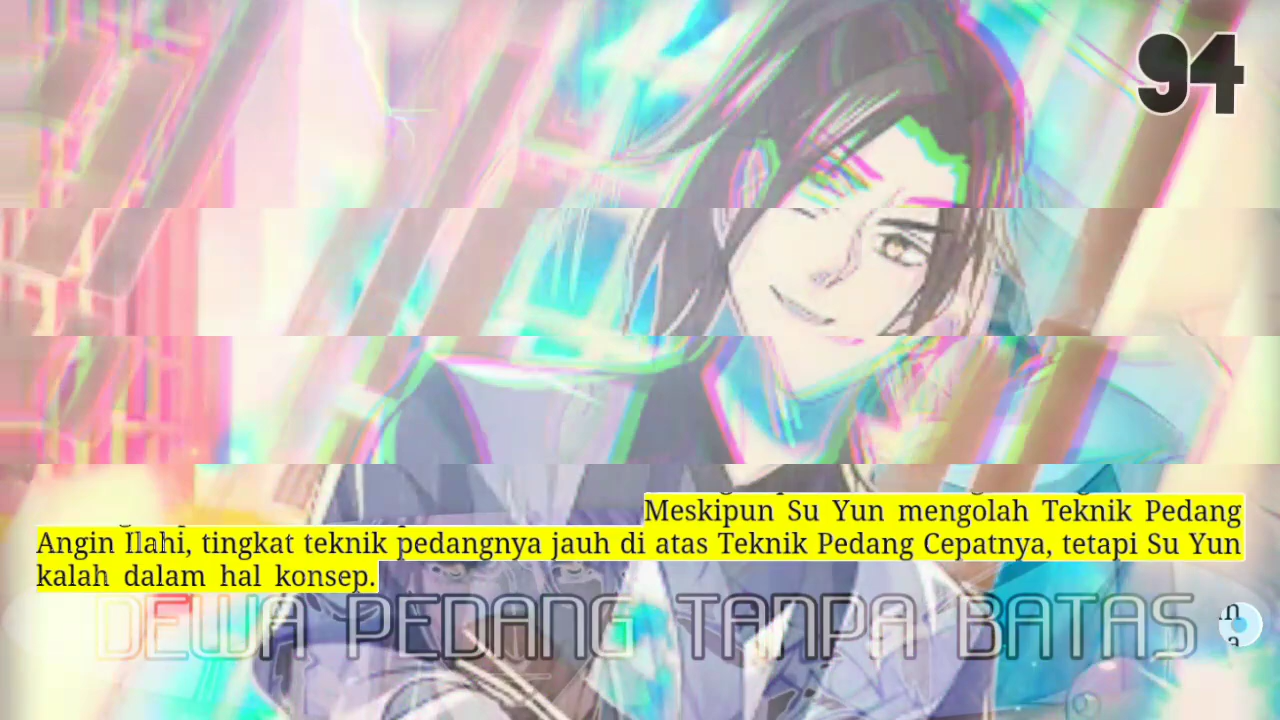 94
Meskipun Su Yun mengolah Teknik Pedang
Angin Ilahi, tingkat teknik pedangnya jauh di atas Teknik Pedang Cepatnya, tetapi Su Yun
kalah dalam hal konsep.
DEWA PEDANG TANPA BATAS